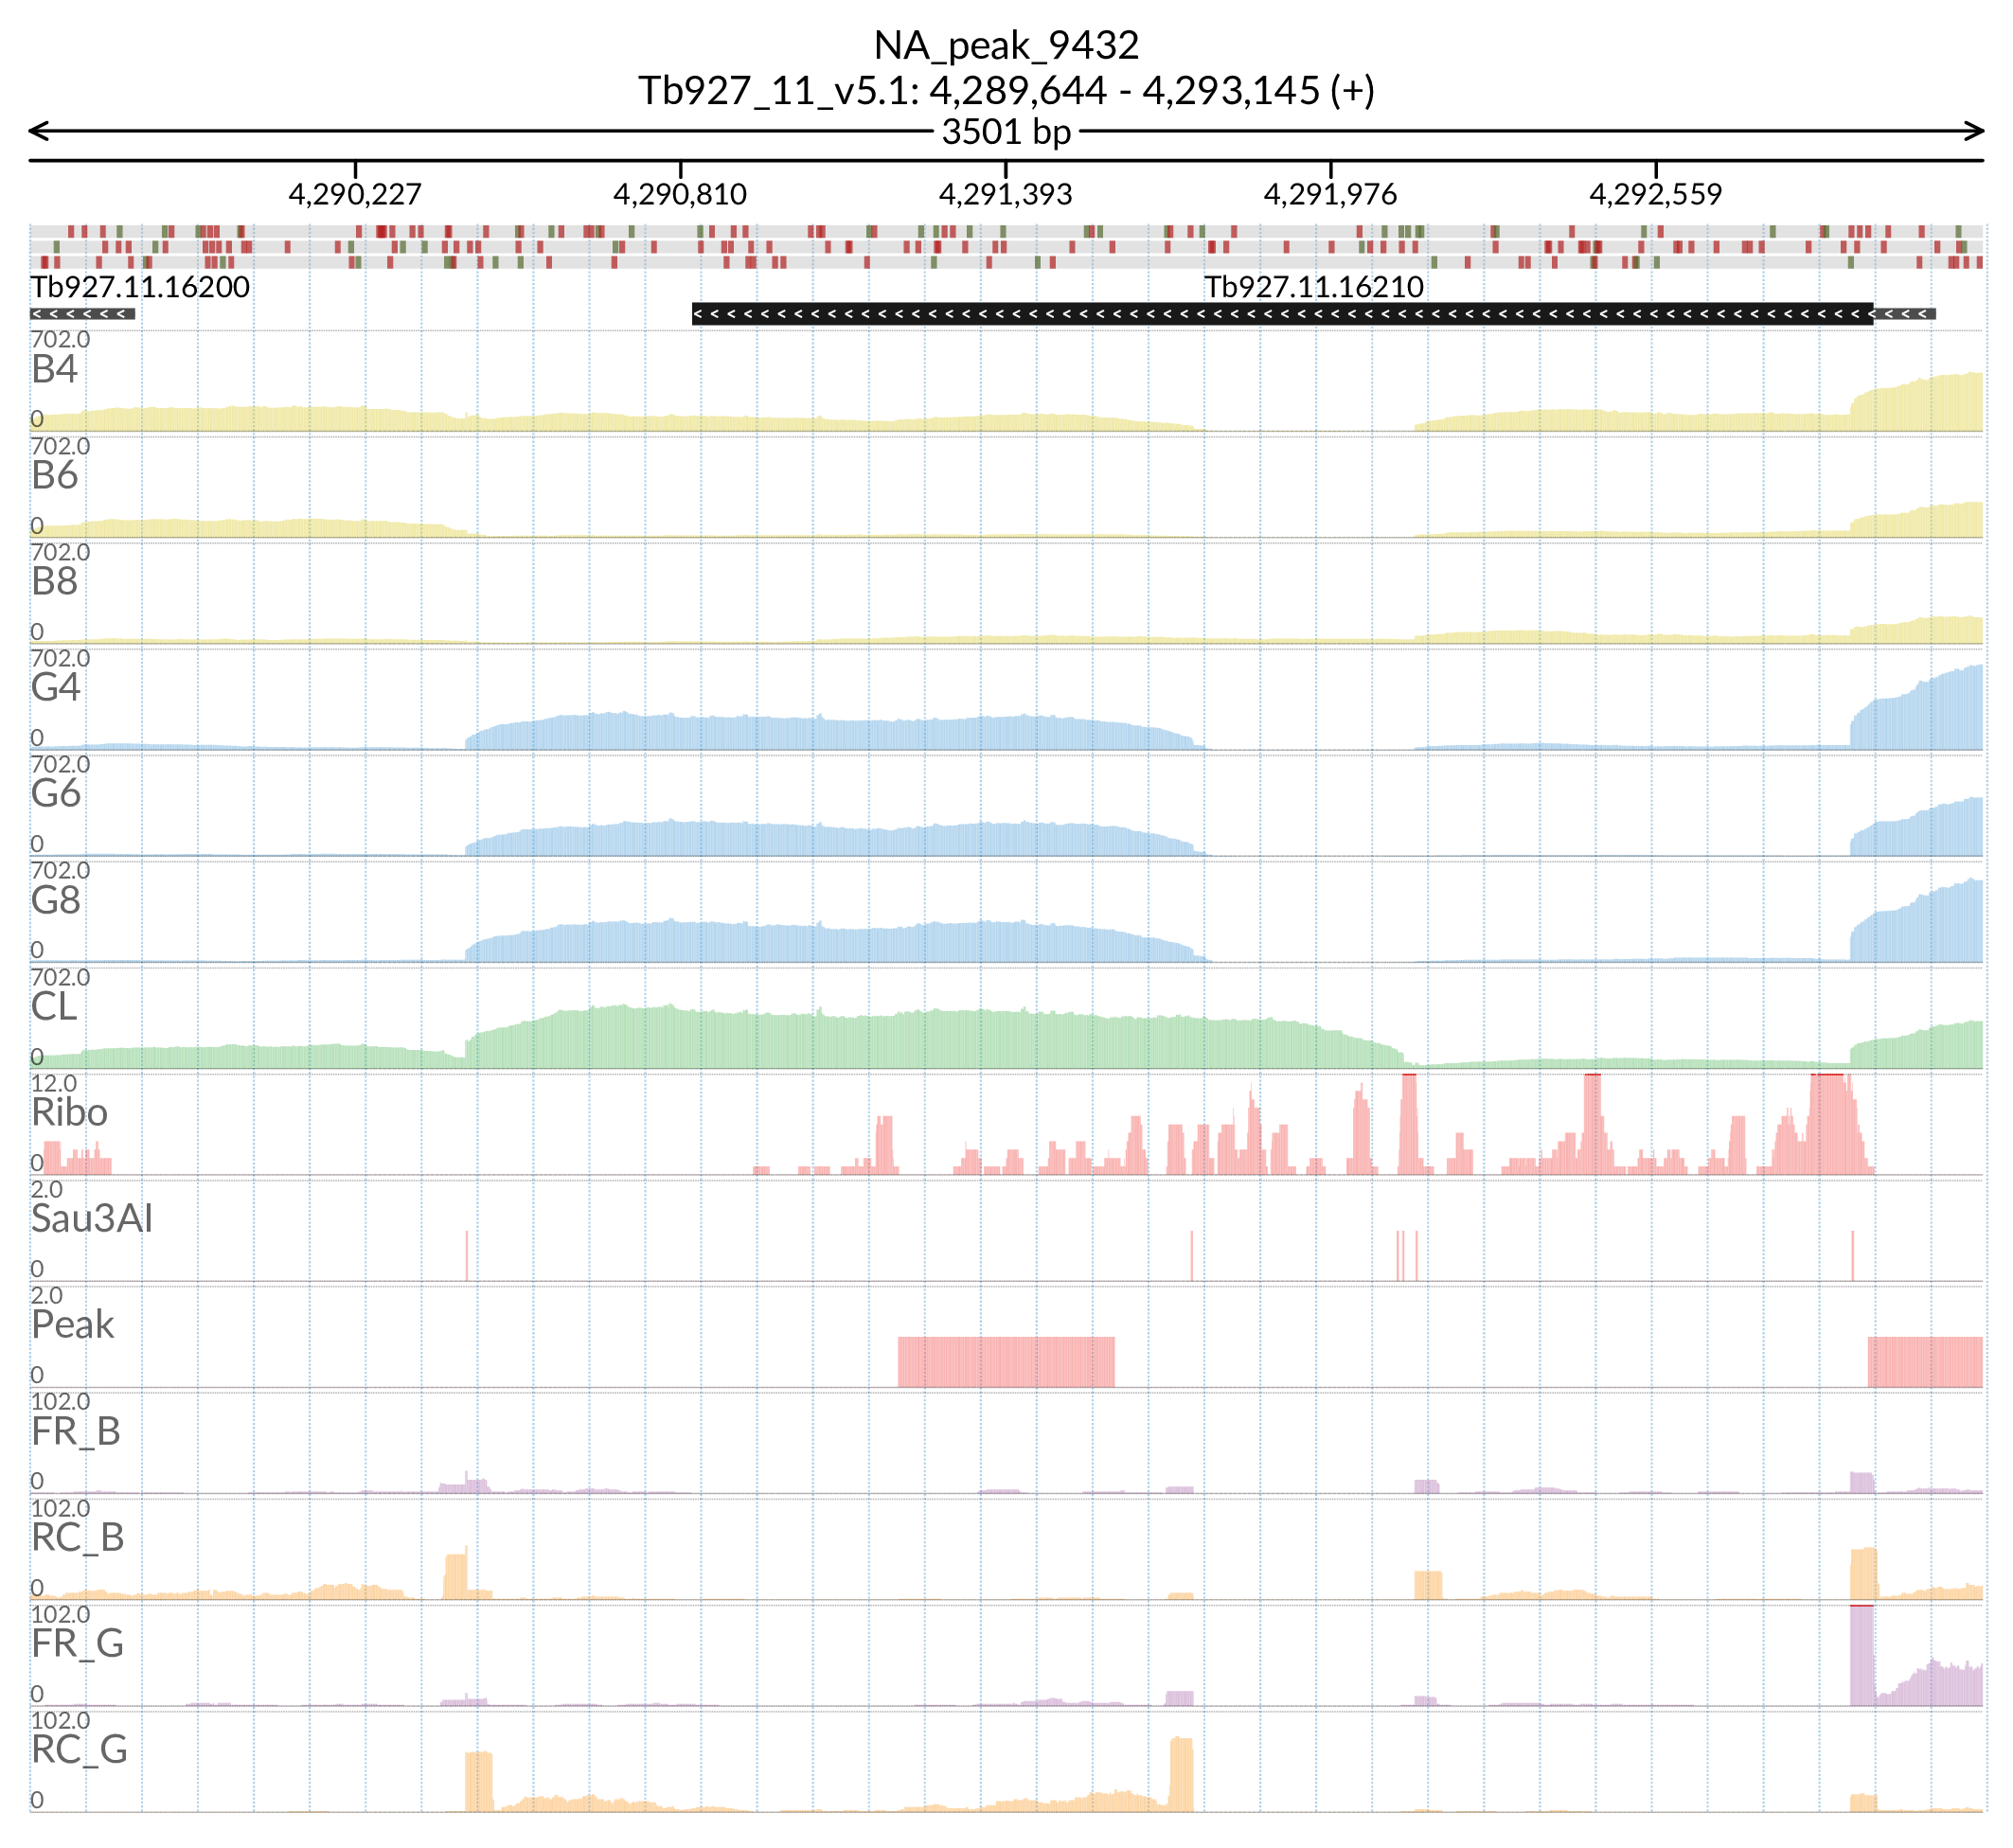 NA_peak_9432
Tb927_11_v5.1: 4,289,644 - 4,293,145 (+)
3501 bp
4,290,227 4,290,810 4,291,393 4,291,976 4,292,559
Tb927.11.16200 Tb927.11.16210
702.0
B4
0
702.0
B6
0
702.0
B8
0
702.0
G4
0
702.0
G6
0
702.0
G8
0
702.0
CL
0
12.0
Ribo
0
2.0
Sau3AI
0
2.0
Peak
0
102.0
FR_B
0
102.0
RC_B
0
102.0
FR_G
0
102.0
RC_G
0